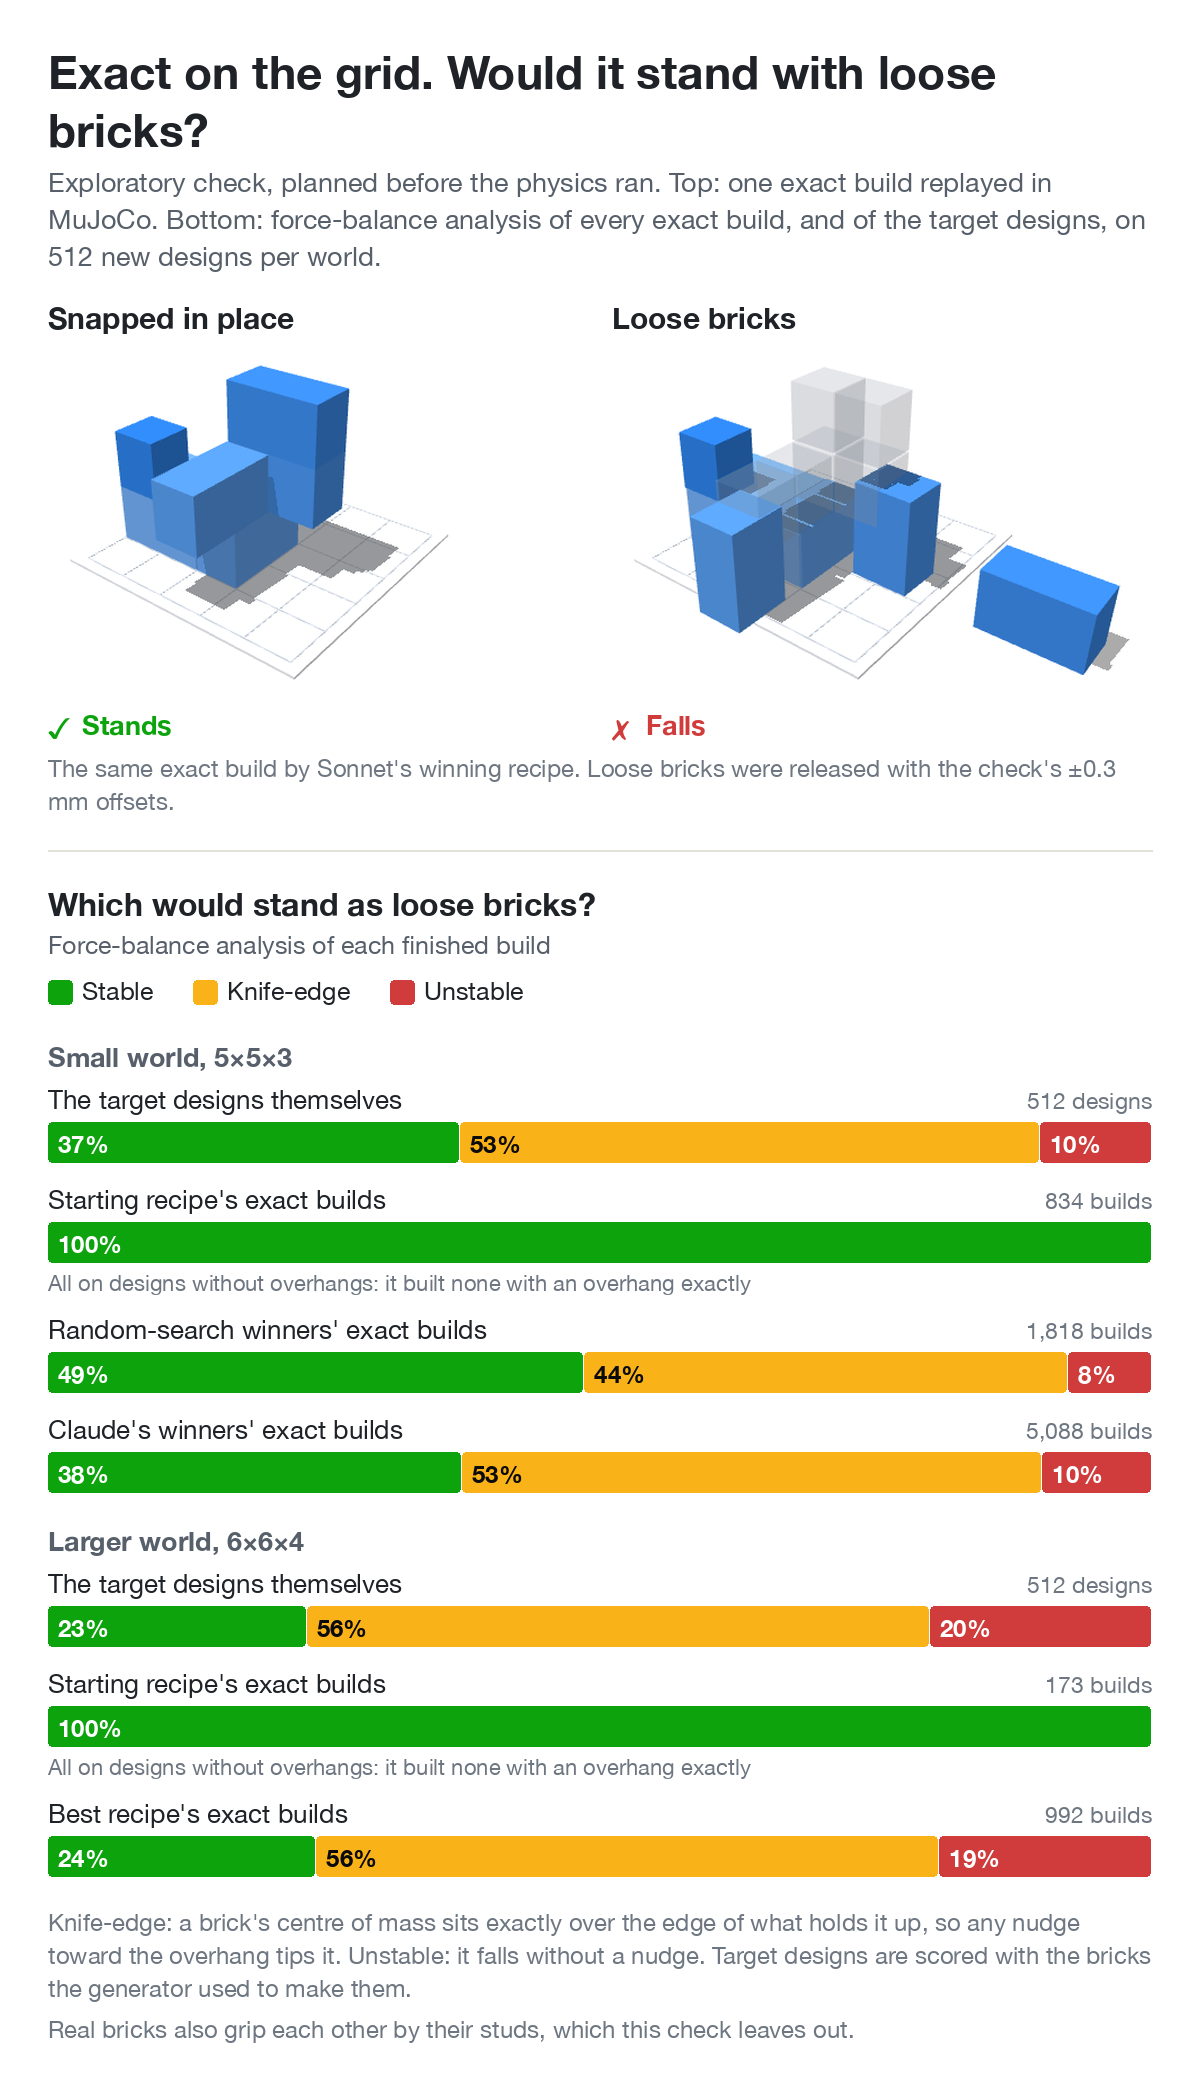 Exact on the grid. Would it stand with loose
bricks?
Exploratory check, planned before the physics ran. Top: one exact build replayed in
MuJoCo. Bottom: force-balance analysis of every exact build, and of the target designs, on
512 new designs per world.
Snapped in place
Loose bricks
✓ Stands
✗ Falls
The same exact build by Sonnet's winning recipe. Loose bricks were released with the check's ±0.3
mm offsets.
Which would stand as loose bricks?
Force-balance analysis of each finished build
Stable Knife-edge Unstable
Small world, 5×5×3
The target designs themselves 512 designs
37% 53% 10%
Starting recipe's exact builds 834 builds
100%
All on designs without overhangs: it built none with an overhang exactly
Random-search winners' exact builds 1,818 builds
49% 44% 8%
Claude's winners' exact builds 5,088 builds
38% 53% 10%
Larger world, 6×6×4
The target designs themselves 512 designs
23% 56% 20%
Starting recipe's exact builds 173 builds
100%
All on designs without overhangs: it built none with an overhang exactly
Best recipe's exact builds 992 builds
24% 56% 19%
Knife-edge: a brick's centre of mass sits exactly over the edge of what holds it up, so any nudge
toward the overhang tips it. Unstable: it falls without a nudge. Target designs are scored with the bricks
the generator used to make them.
Real bricks also grip each other by their studs, which this check leaves out.